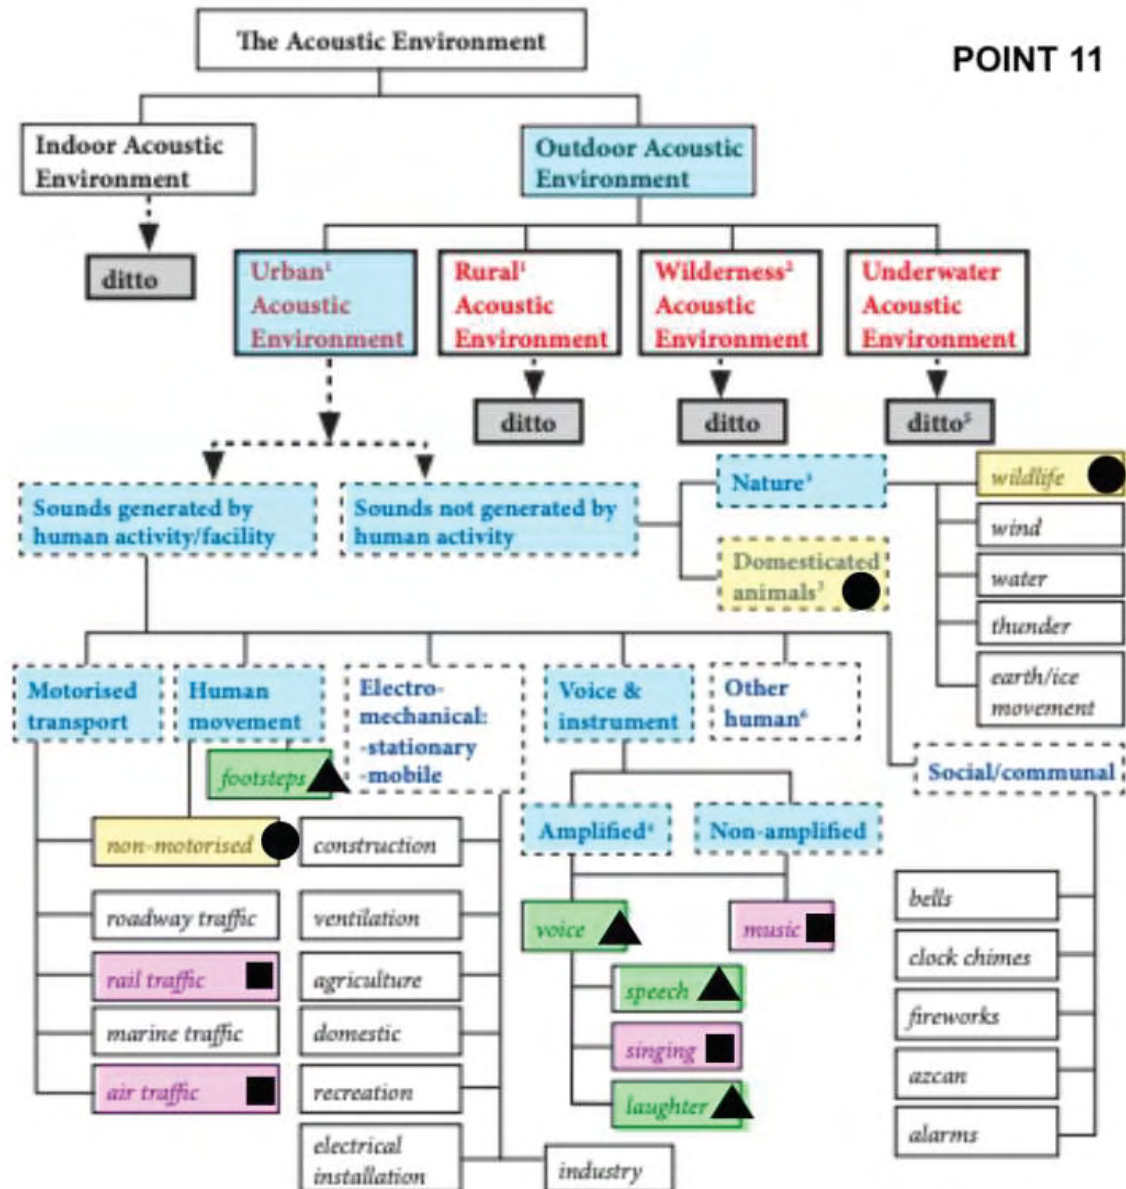 The Acoustic Environment
POINT 11
Indoor Acoustic
Environment
Outdoor Acoustic
Environment
ditto
Urban¹
Acoustic
Environment
Rural¹
Acoustic
Environment
Wilderness²
Acoustic
Environment
Underwater
Acoustic
Environment
ditto
ditto
ditto⁵
Sounds generated by
human activity/facility
Sounds not generated by
human activity
Nature³
Domesticated
animals³
wildlife
wind
water
thunder
earth/ice
movement
Motorised
transport
Human
movement
Electro-
mechanical:
-stationary
-mobile
Voice &
instrument
Other
human⁶
Social/communal
footsteps
non-motorised
roadway traffic
rail traffic
marine traffic
air traffic
construction
ventilation
agriculture
domestic
recreation
electrical
installation
industry
Amplified⁴
Non-amplified
voice
music
speech
singing
laughter
bells
clock chimes
fireworks
azcan
alarms